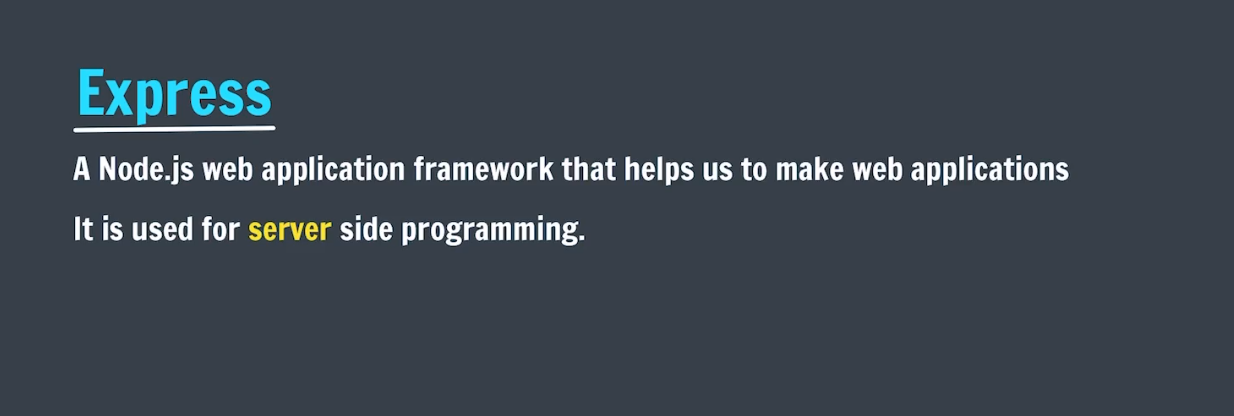 Express
A Node.js web application framework that helps us to make web applications
It is used for server side programming.